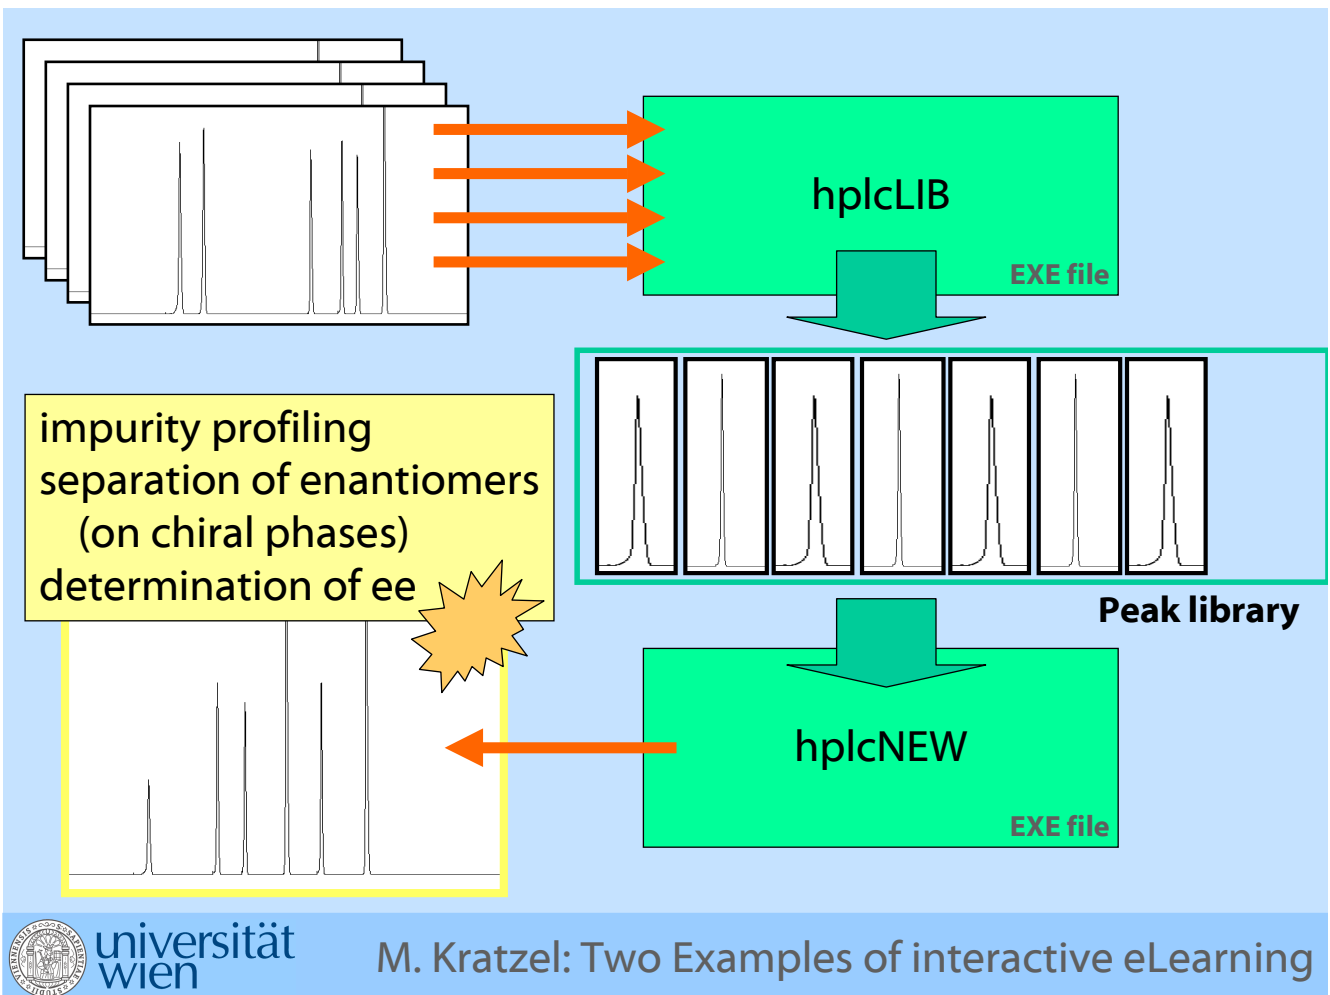 hplcLIB
EXE file
impurity profiling
separation of enantiomers
(on chiral phases)
determination of ee
Peak library
hplcNEW
EXE file
universität
wien
M. Kratzel: Two Examples of interactive eLearning